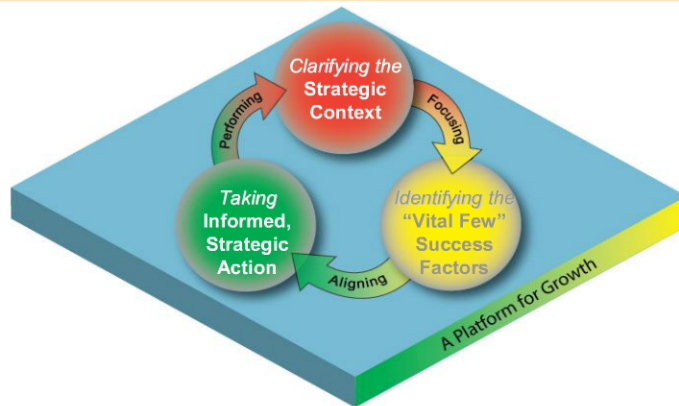 Clarifying the
Strategic
Context
Performing
Focusing
Taking
Informed,
Strategic
Action
Identifying the
“Vital Few”
Success
Factors
Aligning
A Platform for Growth